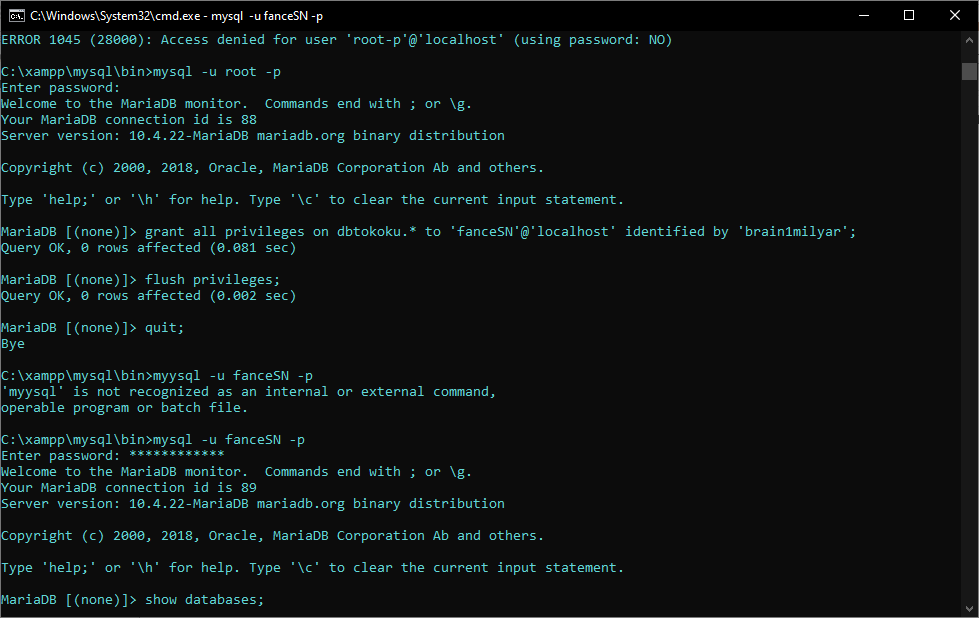 C:\Windows\System32\cmd.exe - mysql -u fanceSN -p
ERROR 1045 (28000): Access denied for user 'root-p'@'localhost' (using password: NO)
C:\xampp\mysql\bin>mysql -u root -p
Enter password:
Welcome to the MariaDB monitor.  Commands end with ; or \g.
Your MariaDB connection id is 88
Server version: 10.4.22-MariaDB mariadb.org binary distribution
Copyright (c) 2000, 2018, Oracle, MariaDB Corporation Ab and others.
Type 'help;' or '\h' for help. Type '\c' to clear the current input statement.
MariaDB [(none)]> grant all privileges on dbtokoku.* to 'fanceSN'@'localhost' identified by 'brain1milyar';
Query OK, 0 rows affected (0.081 sec)
MariaDB [(none)]> flush privileges;
Query OK, 0 rows affected (0.002 sec)
MariaDB [(none)]> quit;
Bye
C:\xampp\mysql\bin>myysql -u fanceSN -p
'myysql' is not recognized as an internal or external command,
operable program or batch file.
C:\xampp\mysql\bin>mysql -u fanceSN -p
Enter password: ************
Welcome to the MariaDB monitor.  Commands end with ; or \g.
Your MariaDB connection id is 89
Server version: 10.4.22-MariaDB mariadb.org binary distribution
Copyright (c) 2000, 2018, Oracle, MariaDB Corporation Ab and others.
Type 'help;' or '\h' for help. Type '\c' to clear the current input statement.
MariaDB [(none)]> show databases;